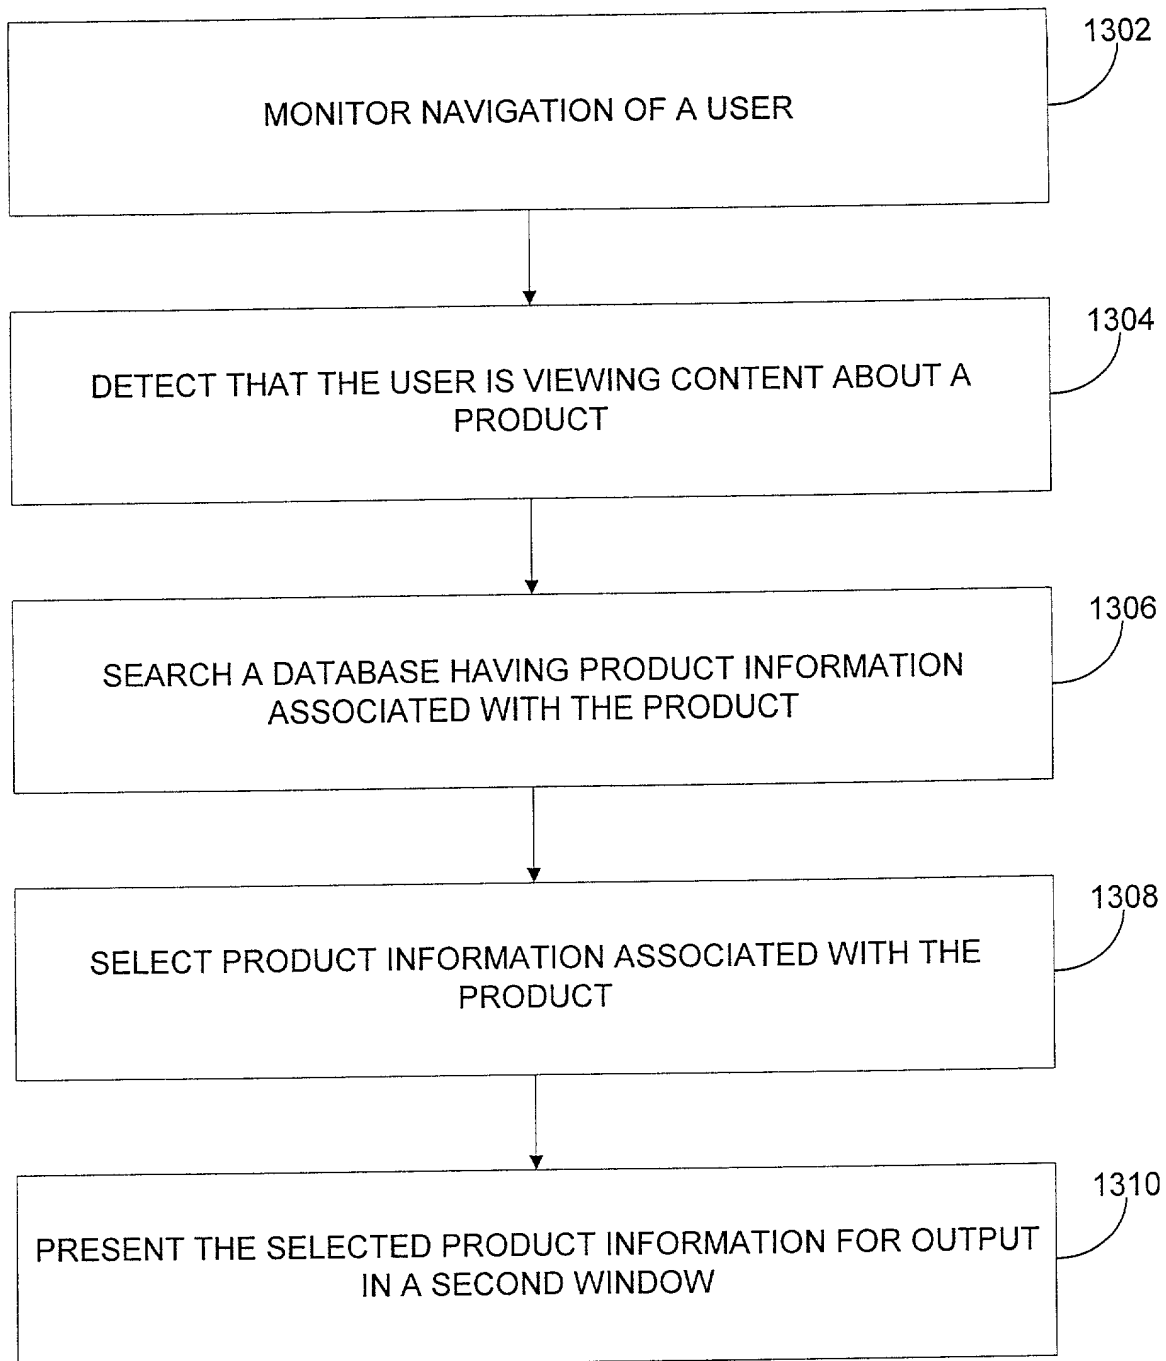 1302
MONITOR NAVIGATION OF A USER
1304
DETECT THAT THE USER IS VIEWING CONTENT ABOUT A
PRODUCT
1306
SEARCH A DATABASE HAVING PRODUCT INFORMATION
ASSOCIATED WITH THE PRODUCT
1308
SELECT PRODUCT INFORMATION ASSOCIATED WITH THE
PRODUCT
1310
PRESENT THE SELECTED PRODUCT INFORMATION FOR OUTPUT
IN A SECOND WINDOW